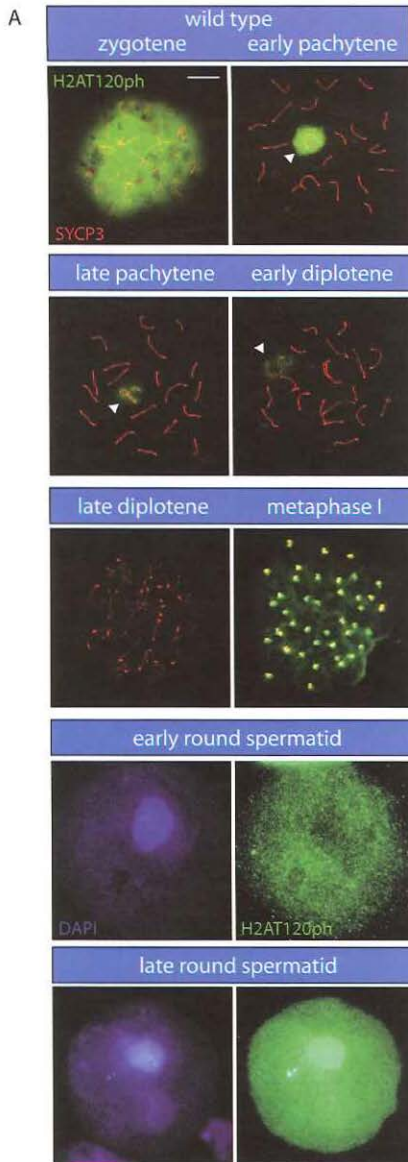 A
wild type
zygotene early pachytene
H2AT120ph
SYCP3
late pachytene early diplotene
late diplotene metaphase I
early round spermatid
DAPI H2AT120ph
late round spermatid